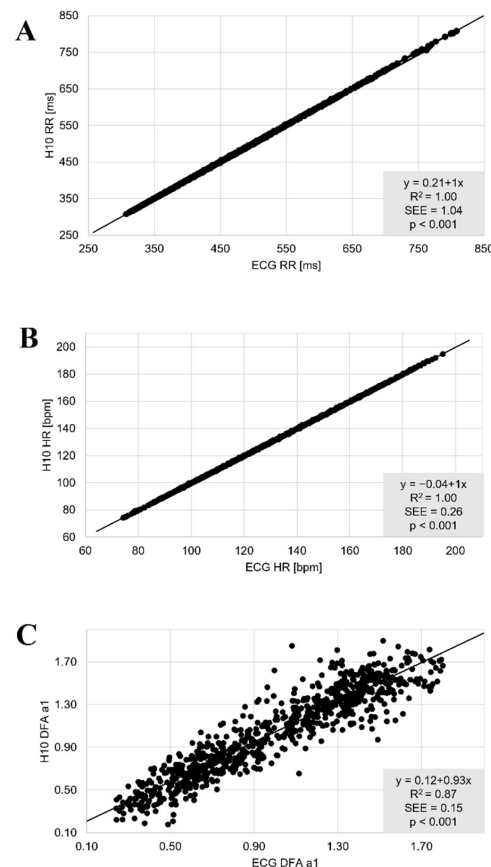 A
850
750
650
550
450
350
250
H10 RR [ms]
y = 0.21+1x
R² = 1.00
SEE = 1.04
p < 0.001
250 350 450 550 650 750 850
ECG RR [ms]
B
200
180
160
140
120
100
80
60
H10 HR [bpm]
y = −0.04+1x
R² = 1.00
SEE = 0.26
p < 0.001
60 80 100 120 140 160 180 200
ECG HR [bpm]
C
1.70
1.30
0.90
0.50
0.10
H10 DFA a1
y = 0.12+0.93x
R² = 0.87
SEE = 0.15
p < 0.001
0.10 0.50 0.90 1.30 1.70
ECG DFA a1